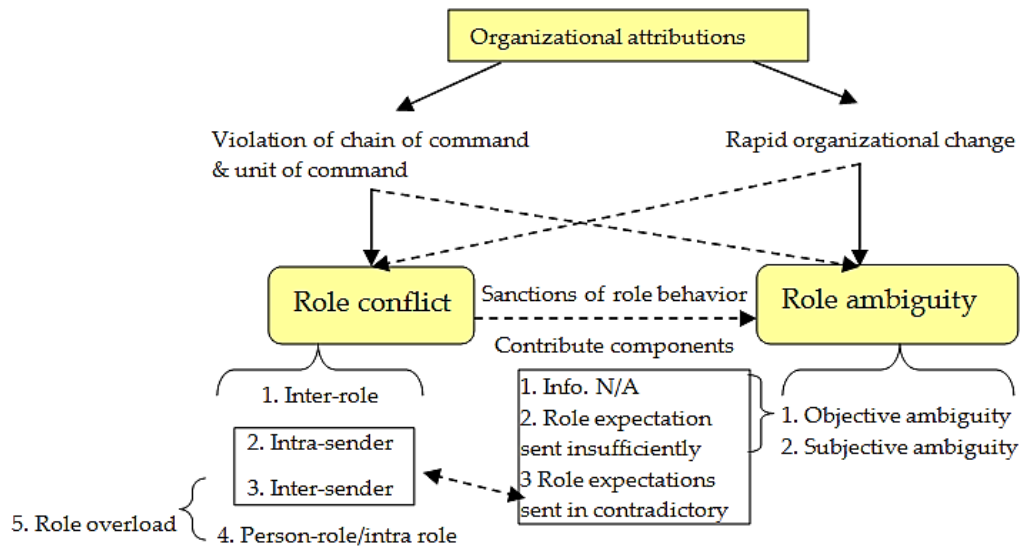 Organizational attributions
Violation of chain of command
& unit of command
Rapid organizational change
Role conflict
Sanctions of role behavior
Role ambiguity
Contribute components
1. Inter-role
2. Intra-sender
3. Inter-sender
4. Person-role/intra role
5. Role overload
1. Info. N/A
2. Role expectation
sent insufficiently
3 Role expectations
sent in contradictory
1. Objective ambiguity
2. Subjective ambiguity